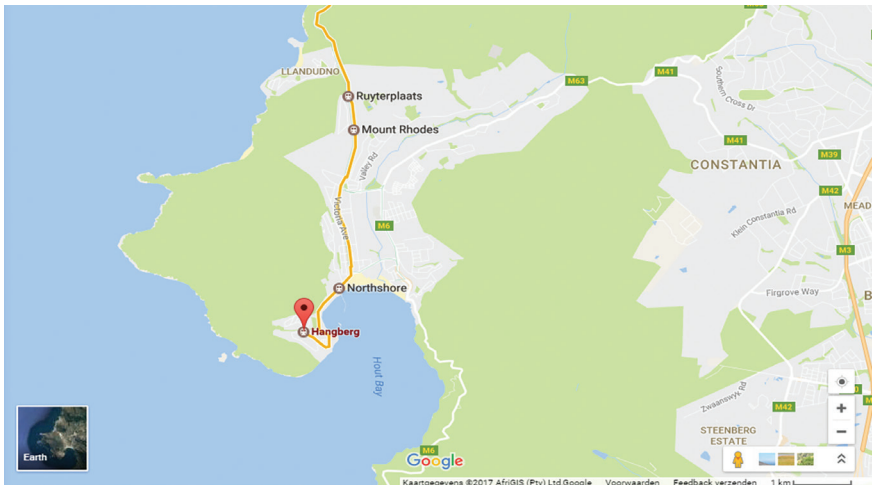 LLANDUDNO
Ruyterplaats
Mount Rhodes
Valley Rd
Victoria Ave
M6
Northshore
Hangberg
Hout Bay
M63
M41
Southern Cross Dr
M41
CONSTANTIA
M39
M42
MEAD
Klein Constantia Rd
M3
Firgrove Way
B
Zwaanswyk Rd
M42
STEENBERG
ESTATE
M6
Earth
Google
Kaartgegevens ©2017 AfriGIS (Pty) Ltd Google Voorwaarden Feedback verzenden 1 km